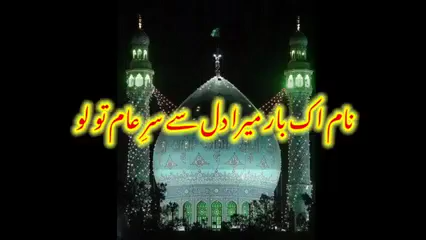 نام اک بار میرا دل سے سرِ عام تو لو